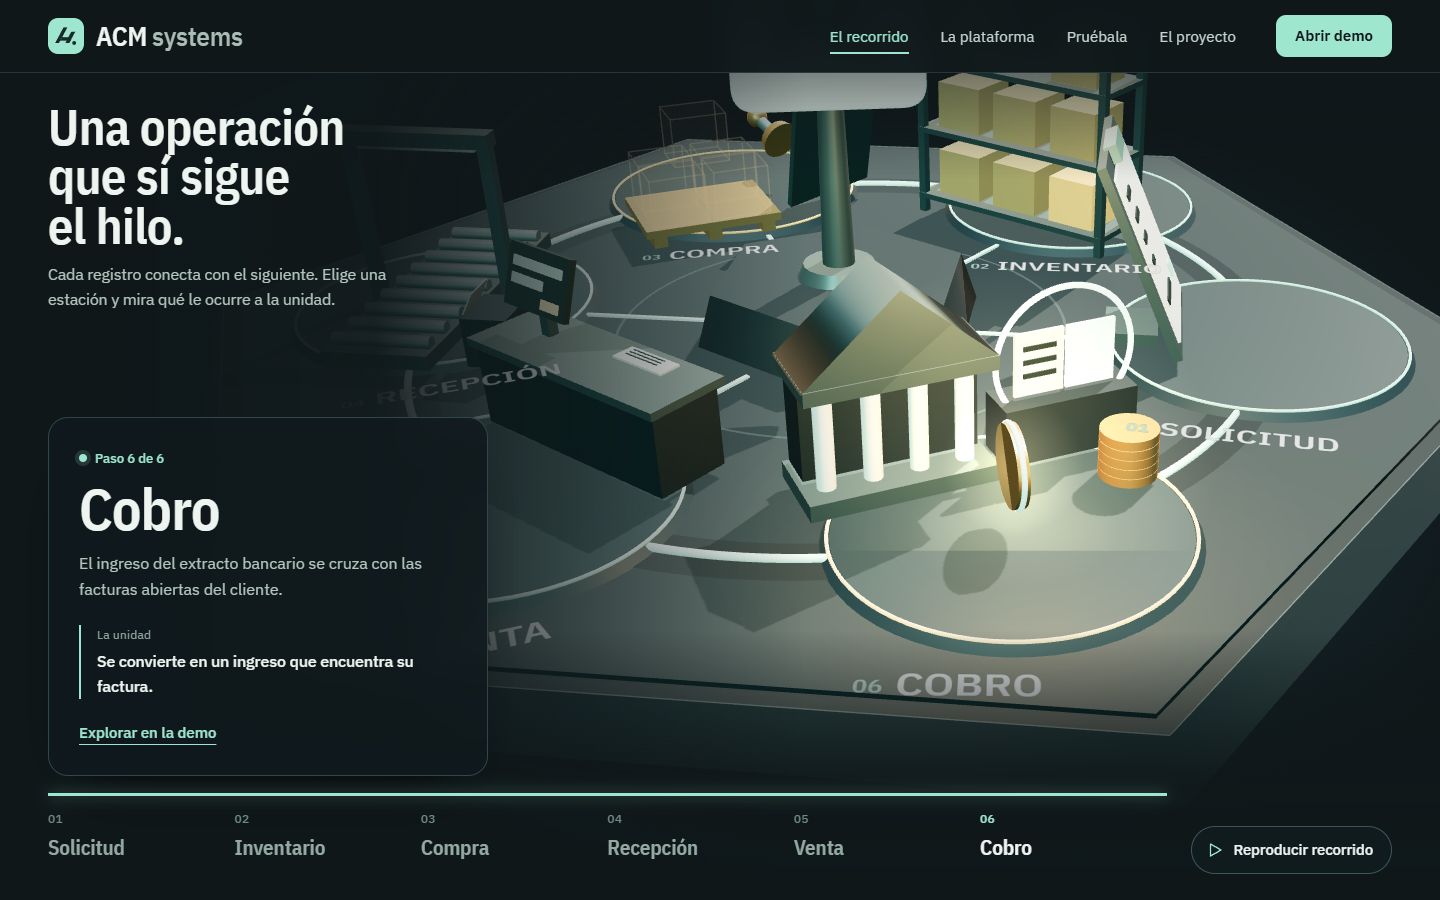 ACM systems
El recorrido
La plataforma
Pruébala
El proyecto
Abrir demo
Una operación
que sí sigue
el hilo.
Cada registro conecta con el siguiente. Elige una
estación y mira qué le ocurre a la unidad.
03 COMPRA
02 INVENTARIO
04 RECEPCIÓN
01 SOLICITUD
NTA
06 COBRO
Paso 6 de 6
Cobro
El ingreso del extracto bancario se cruza con las
facturas abiertas del cliente.
La unidad
Se convierte en un ingreso que encuentra su
factura.
Explorar en la demo
01
Solicitud
02
Inventario
03
Compra
04
Recepción
05
Venta
06
Cobro
Reproducir recorrido